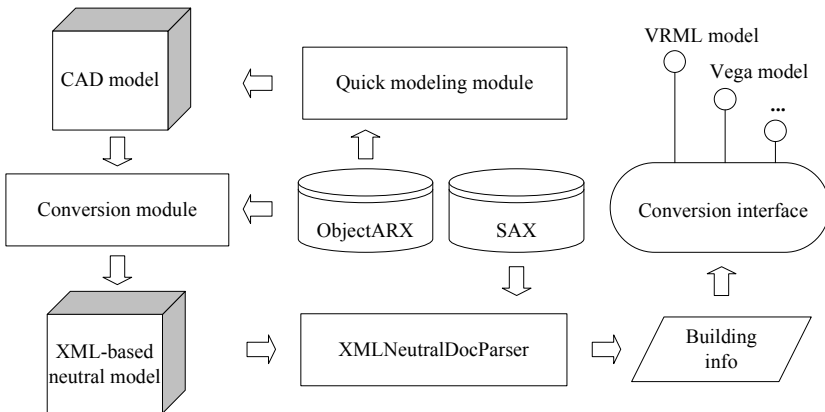 VRML model
Vega model
...
CAD model
Quick modeling module
Conversion module
ObjectARX
SAX
Conversion interface
XML-based
neutral model
XMLNeutralDocParser
Building
info